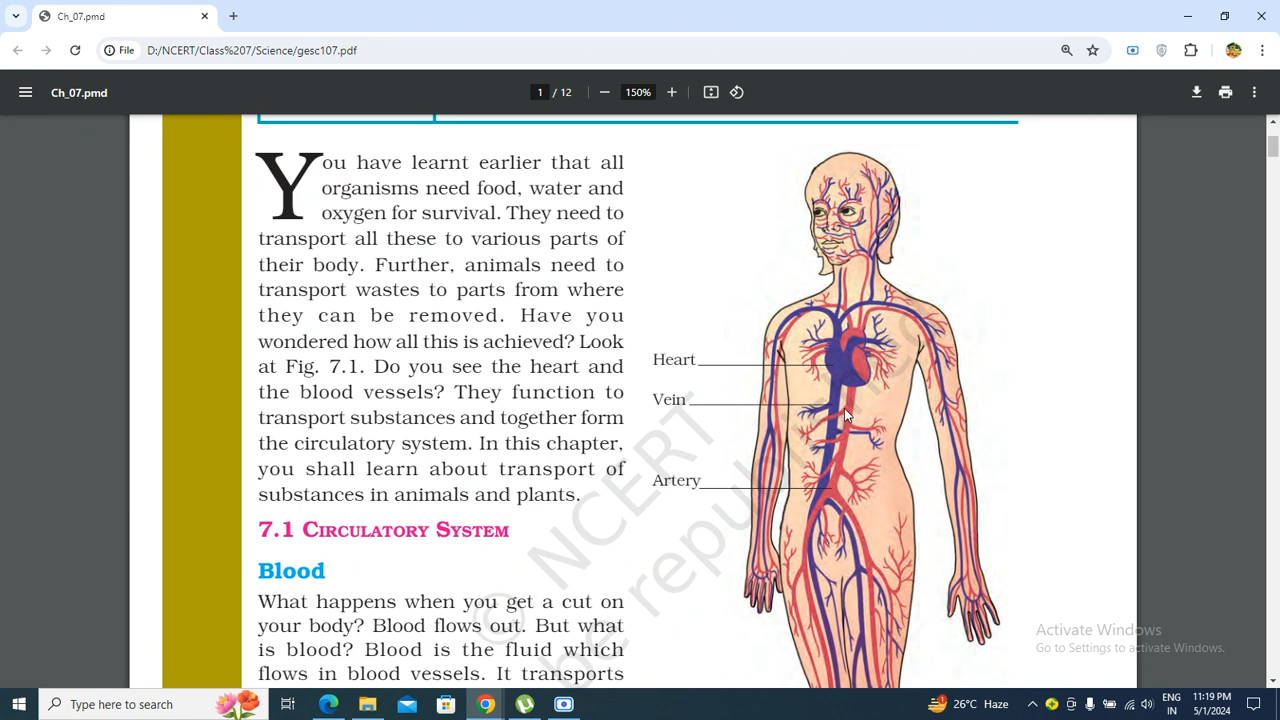 Ch_07.pmd
File
D:/NCERT/Class%207/Science/gesc107.pdf
Ch_07.pmd
1 / 12
150%
You have learnt earlier that all
organisms need food, water and
oxygen for survival. They need to
transport all these to various parts of
their body. Further, animals need to
transport wastes to parts from where
they can be removed. Have you
wondered how all this is achieved? Look
at Fig. 7.1. Do you see the heart and
the blood vessels? They function to
transport substances and together form
the circulatory system. In this chapter,
you shall learn about transport of
substances in animals and plants.
7.1 CIRCULATORY SYSTEM
Blood
What happens when you get a cut on
your body? Blood flows out. But what
is blood? Blood is the fluid which
flows in blood vessels. It transports
Heart
Vein
Artery
© NCERT
be repu
Activate Windows
Go to Settings to activate Windows.
Type here to search
26°C Haze
ENG
IN
11:19 PM
5/1/2024